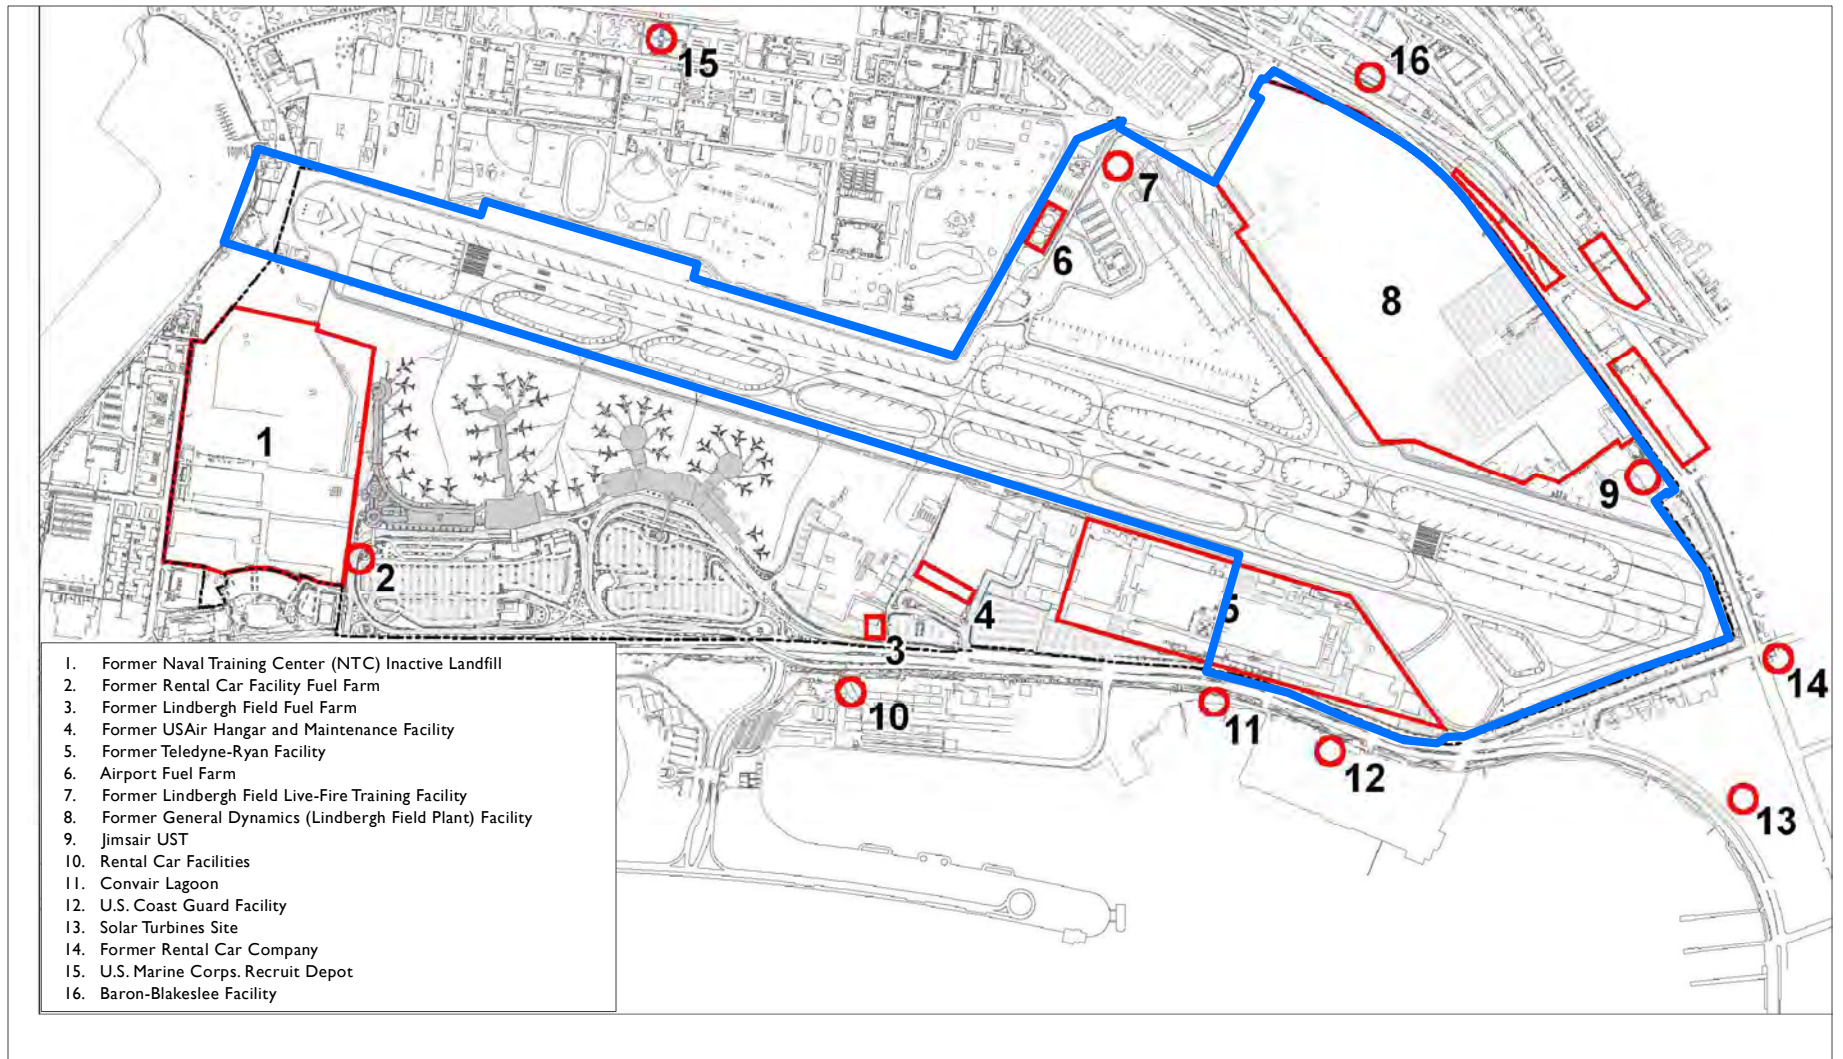 15
16
7
6
8
1
9
2
4
5
3
14
10
11
12
13
1. Former Naval Training Center (NTC) Inactive Landfill
2. Former Rental Car Facility Fuel Farm
3. Former Lindbergh Field Fuel Farm
4. Former USAir Hangar and Maintenance Facility
5. Former Teledyne-Ryan Facility
6. Airport Fuel Farm
7. Former Lindbergh Field Live-Fire Training Facility
8. Former General Dynamics (Lindbergh Field Plant) Facility
9. Jimsair UST
10. Rental Car Facilities
11. Convair Lagoon
12. U.S. Coast Guard Facility
13. Solar Turbines Site
14. Former Rental Car Company
15. U.S. Marine Corps. Recruit Depot
16. Baron-Blakeslee Facility